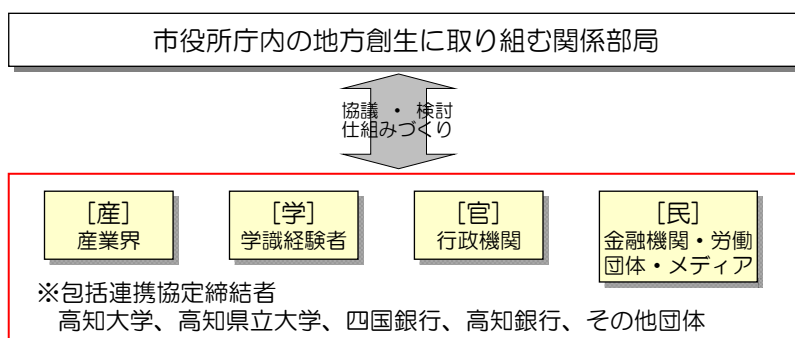 市役所庁内の地方創生に取り組む関係部局
協議 ・ 検討
仕組みづくり
[産]
産業界
[学]
学識経験者
[官]
行政機関
[民]
金融機関・労働
団体・メディア
※包括連携協定締結者
高知大学、高知県立大学、四国銀行、高知銀行、その他団体